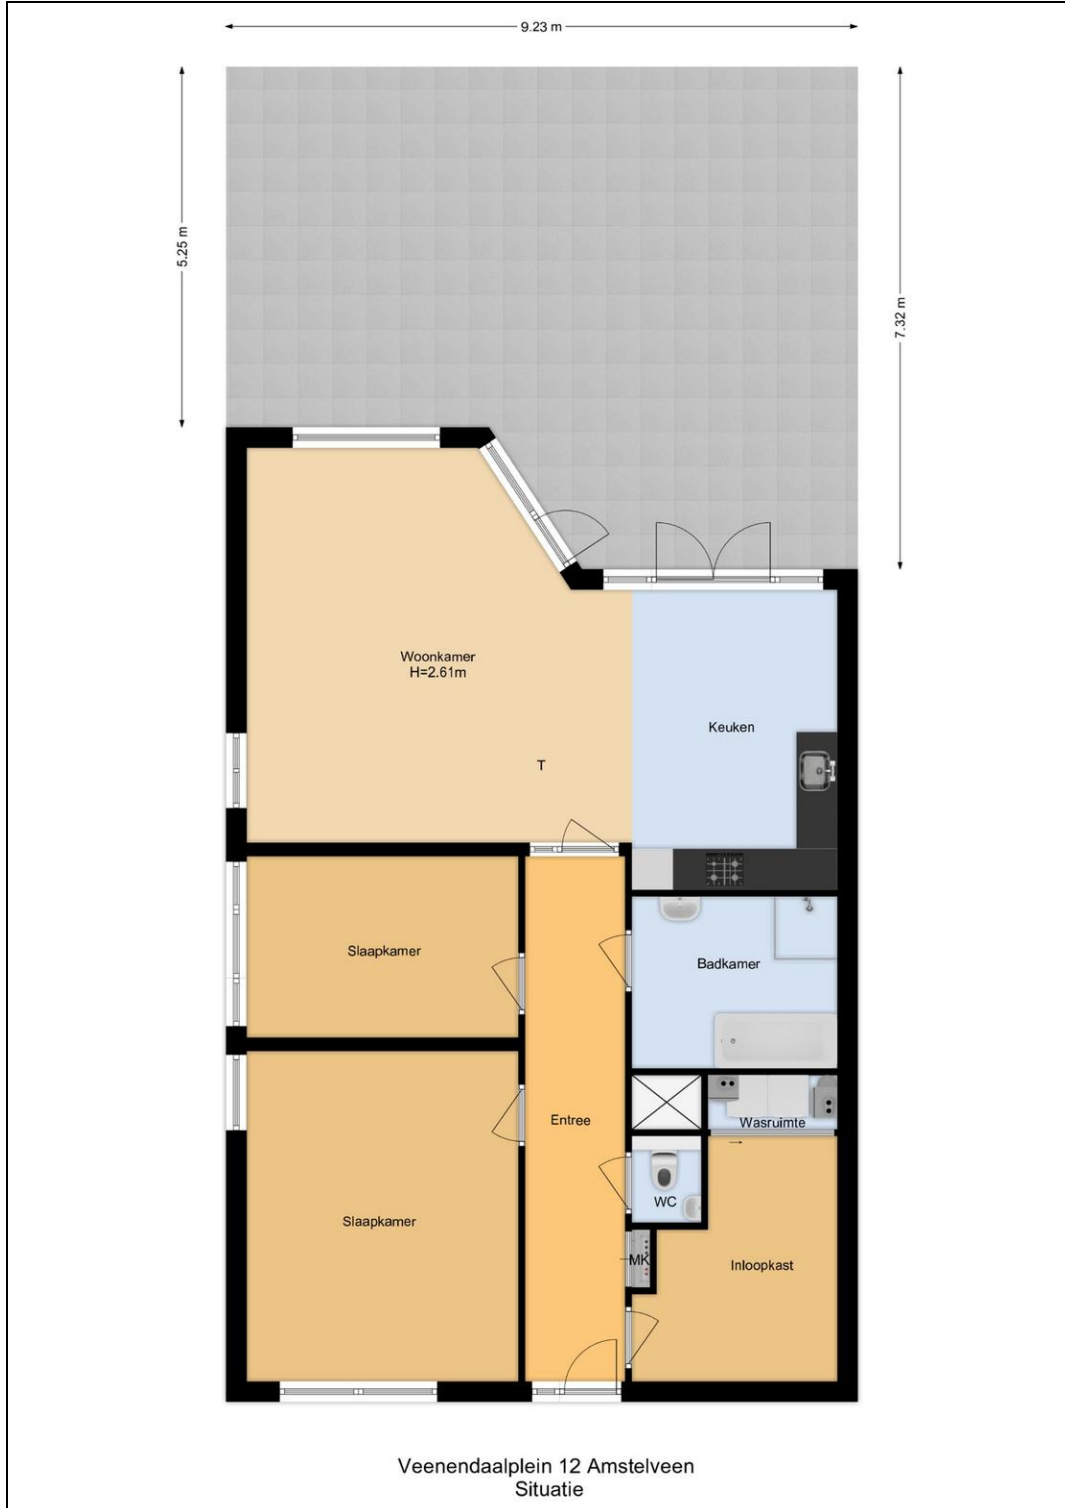 9.23 m
5.25 m
7.32 m
Woonkamer
H=2.61m
Keuken
T
Slaapkamer
Badkamer
Entree
Wasruimte
WC
Slaapkamer
MK
Inloopkast
Veenendaalplein 12 Amstelveen
Situatie